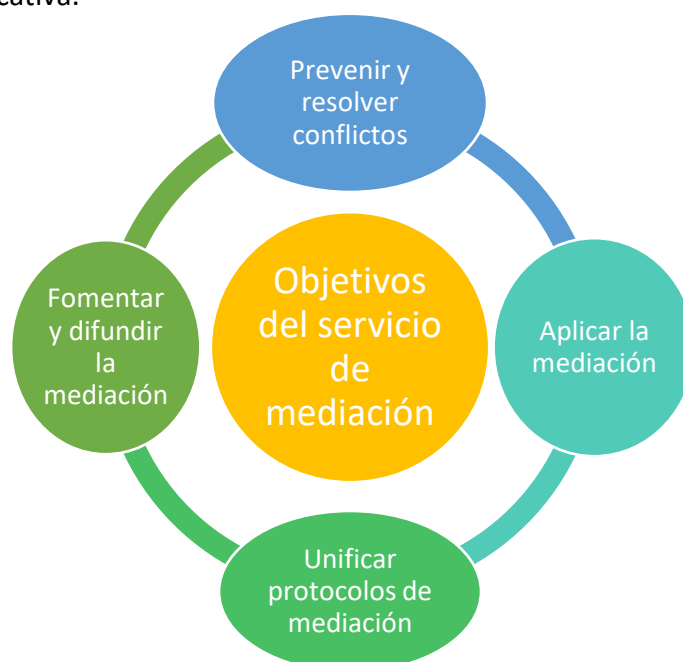 Prevenir y
resolver
conflictos
Objetivos
del servicio
de
mediación
Fomentar
y difundir
la
mediación
Aplicar la
mediación
Unificar
protocolos de
mediación